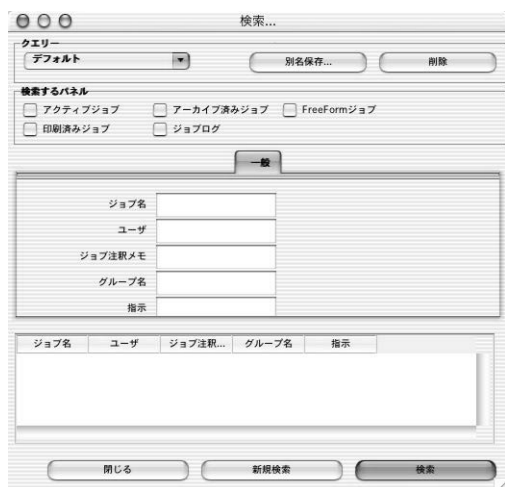 検索...
クエリー
デフォルト
別名保存...
削除
検索するパネル
アクティブジョブ
アーカイブ済みジョブ
FreeFormジョブ
印刷済みジョブ
ジョブログ
一般
ジョブ名
ユーザ
ジョブ注釈メモ
グループ名
指示
ジョブ名 ユーザ ジョブ注釈... グループ名 指示
閉じる
新規検索
検索